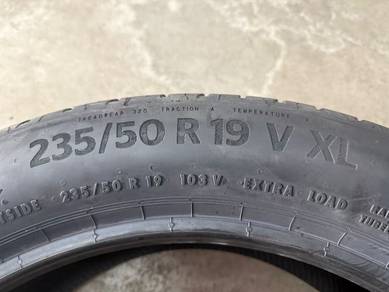 TREADWEAR 320 TRACTION A TEMPERATURE
235/50 R 19 V XL
SIDE 235/50 R 19 103 V EXTRA LOAD